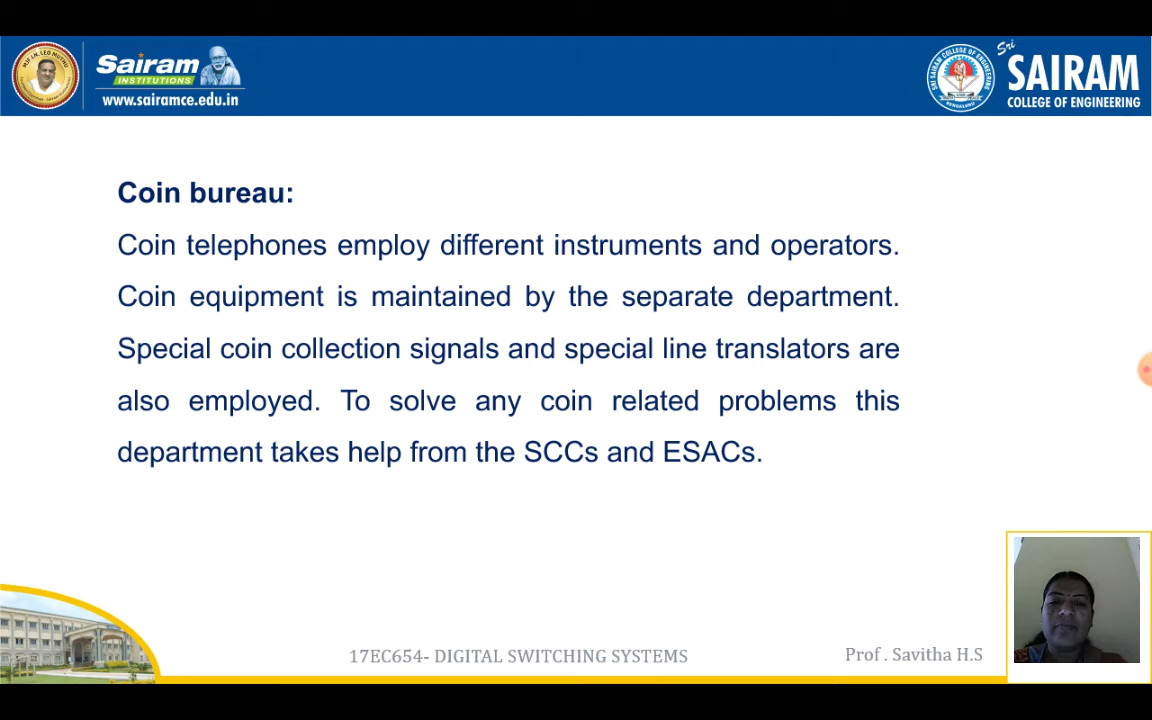 Sairam
INSTITUTIONS
www.sairamce.edu.in
Sri
SAIRAM
COLLEGE OF ENGINEERING
Coin bureau:
Coin telephones employ different instruments and operators.
Coin equipment is maintained by the separate department.
Special coin collection signals and special line translators are
also employed. To solve any coin related problems this
department takes help from the SCCs and ESACs.
17EC654- DIGITAL SWITCHING SYSTEMS
Prof . Savitha H.S